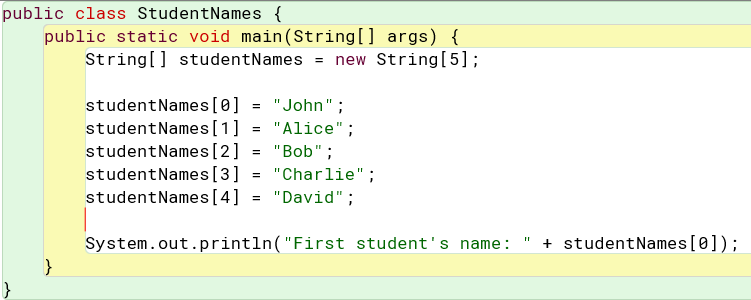 public class StudentNames {
    public static void main(String[] args) {
        String[] studentNames = new String[5];

        studentNames[0] = "John";
        studentNames[1] = "Alice";
        studentNames[2] = "Bob";
        studentNames[3] = "Charlie";
        studentNames[4] = "David";

        System.out.println("First student's name: " + studentNames[0]);
    }
}